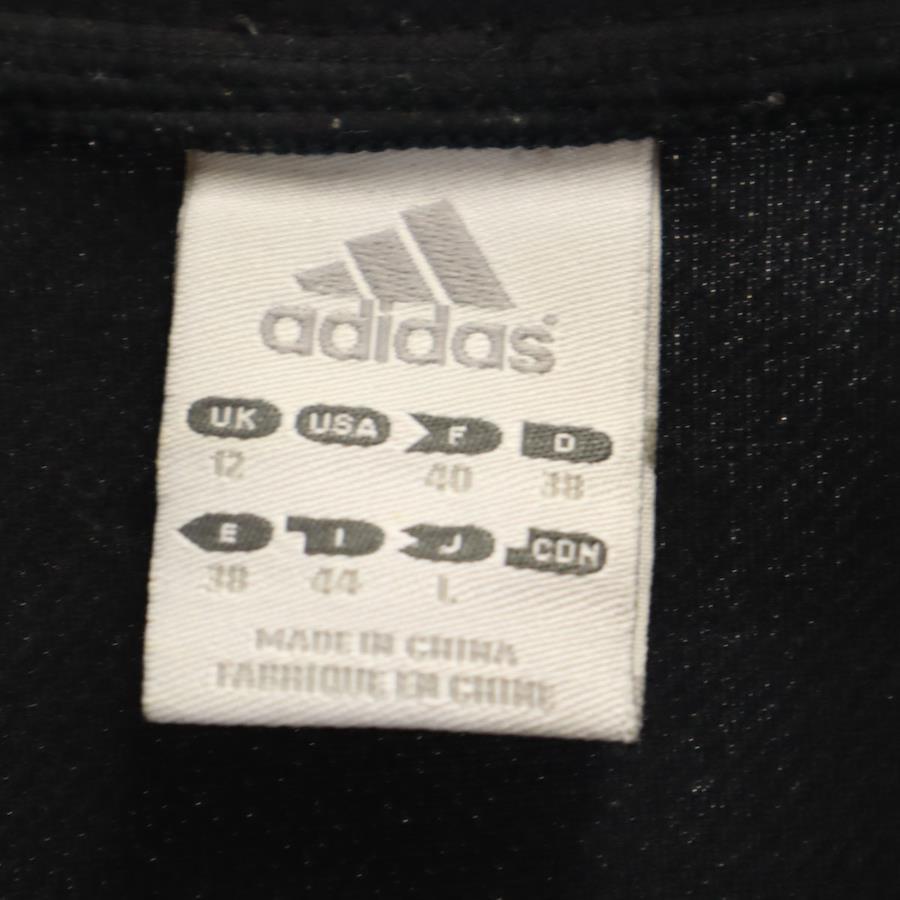 adidas
UK USA F D
12 40 38
E I J CDN
38 44 L
MADE IN CHINA
FABRIQUE EN CHINE